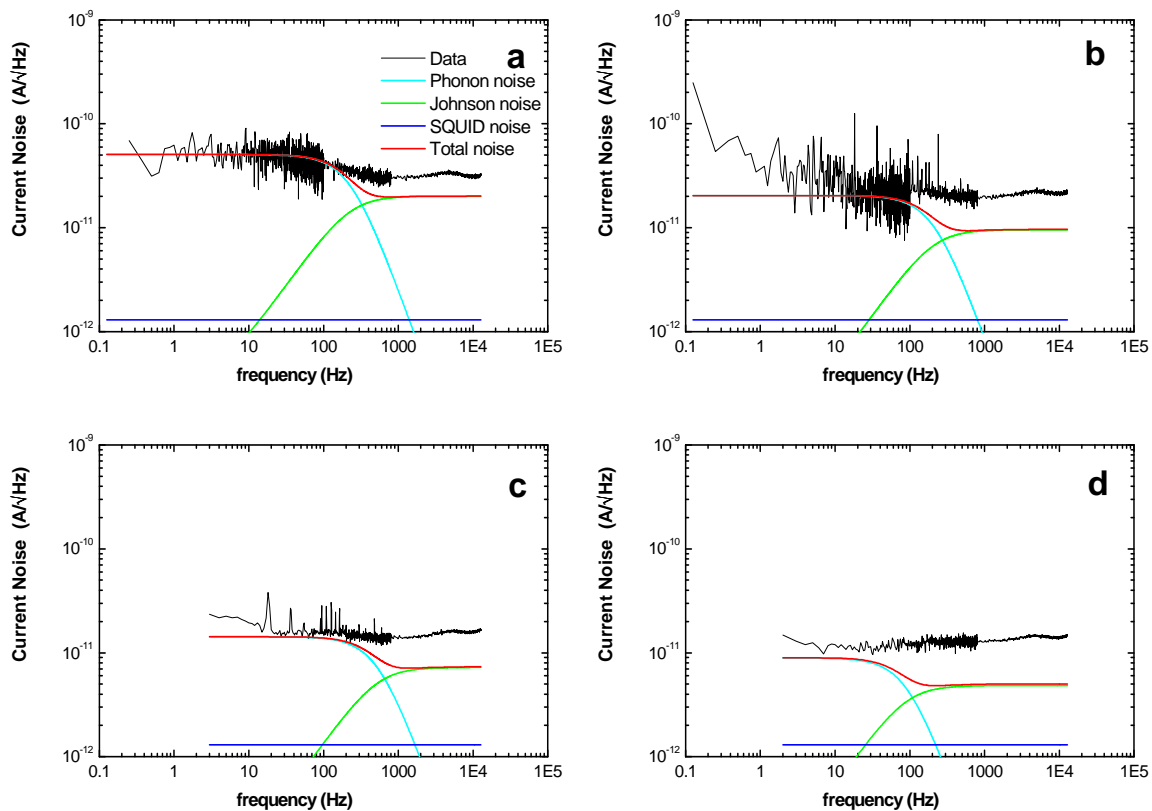 a
Data
Phonon noise
Johnson noise
SQUID noise
Total noise
Current Noise (A/√Hz)
10⁻⁹
10⁻¹⁰
10⁻¹¹
10⁻¹²
0.1 1 10 100 1000 1E4 1E5
frequency (Hz)
b
Current Noise (A/√Hz)
10⁻⁹
10⁻¹⁰
10⁻¹¹
10⁻¹²
0.1 1 10 100 1000 1E4 1E5
frequency (Hz)
c
Current Noise (A/√Hz)
10⁻⁹
10⁻¹⁰
10⁻¹¹
10⁻¹²
0.1 1 10 100 1000 1E4 1E5
frequency (Hz)
d
Current Noise (A/√Hz)
10⁻⁹
10⁻¹⁰
10⁻¹¹
10⁻¹²
0.1 1 10 100 1000 1E4 1E5
frequency (Hz)